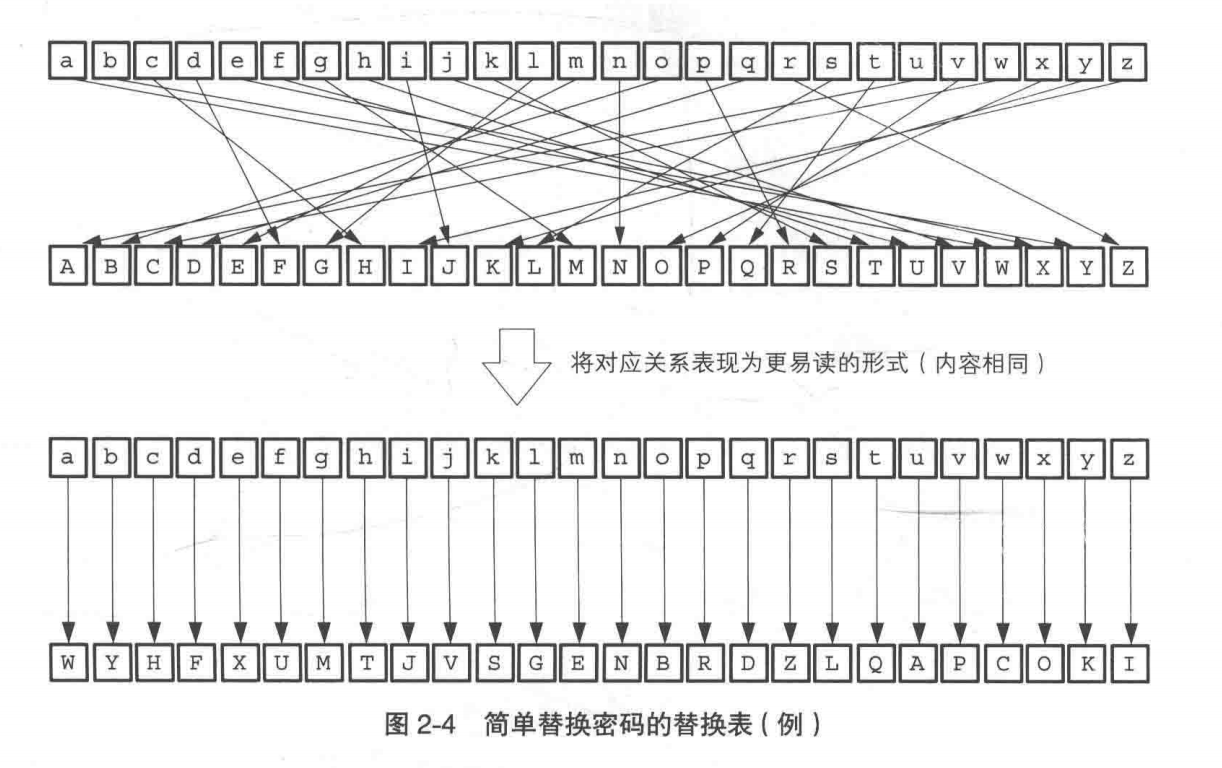 a b c d e f g h i j k l m n o p q r s t u v w x y z
A B C D E F G H I J K L M N O P Q R S T U V W X Y Z
将对应关系表现为更易读的形式（内容相同）
a b c d e f g h i j k l m n o p q r s t u v w x y z
W Y H F X U M T J V S G E N B R D Z L Q A P C O K I
图 2-4 简单替换密码的替换表（例）